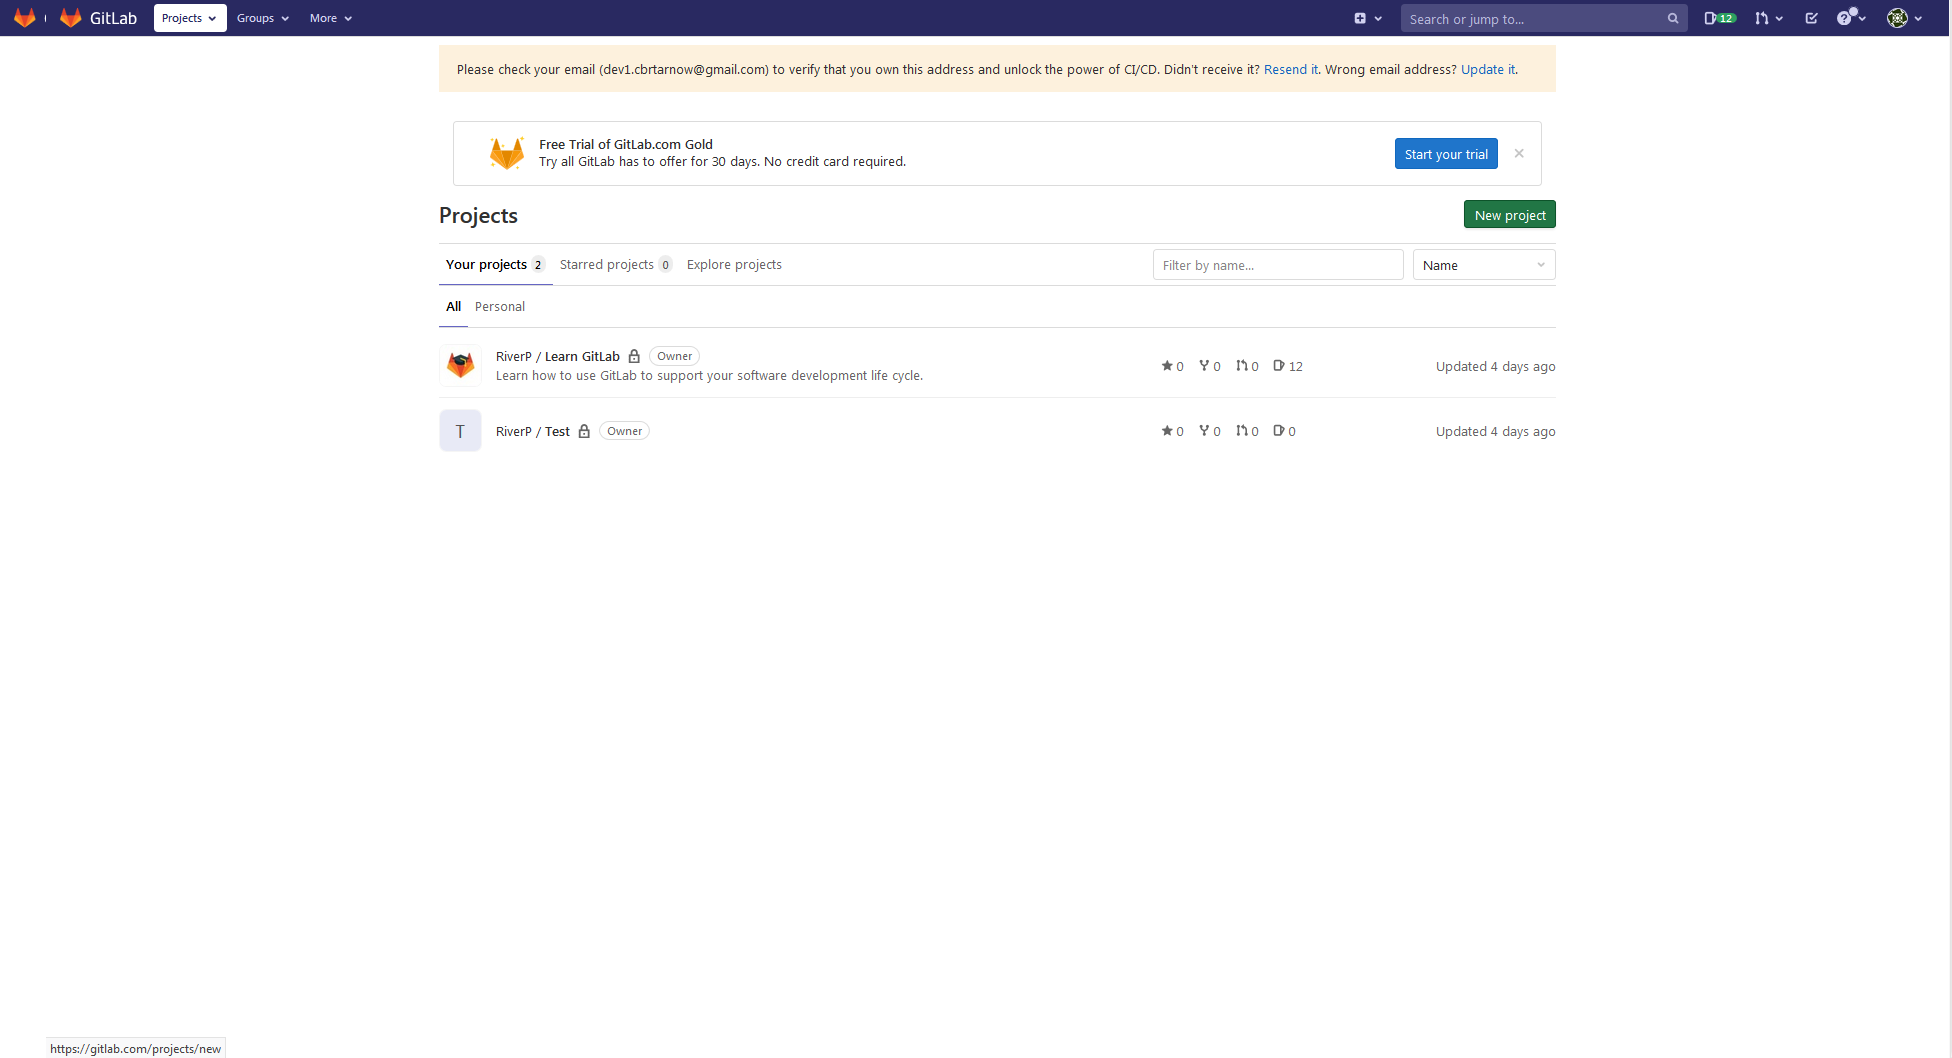 GitLab Projects Groups More Search or jump to... 12
Please check your email (dev1.cbrtarnow@gmail.com) to verify that you own this address and unlock the power of CI/CD. Didn't receive it? Resend it. Wrong email address? Update it.
Free Trial of GitLab.com Gold
Try all GitLab has to offer for 30 days. No credit card required.
Start your trial
Projects
New project
Your projects 2 Starred projects 0 Explore projects Filter by name... Name
All Personal
RiverP / Learn GitLab Owner
Learn how to use GitLab to support your software development life cycle.
0 0 0 12 Updated 4 days ago
T RiverP / Test Owner 0 0 0 0 Updated 4 days ago
https://gitlab.com/projects/new